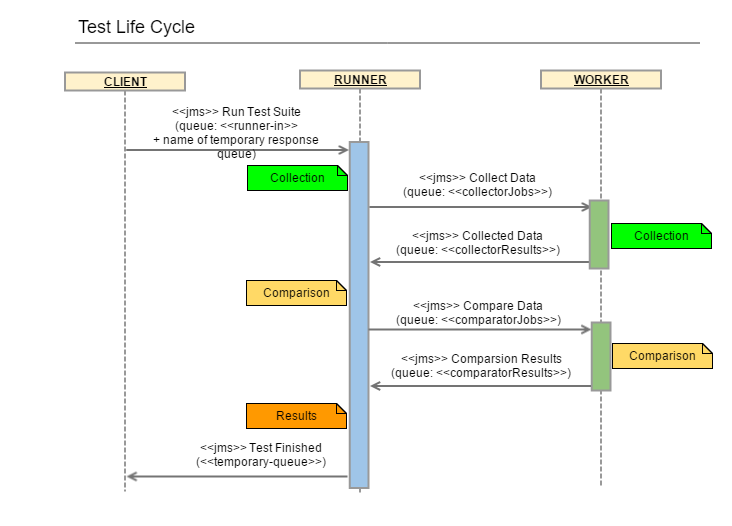 Test Life Cycle
CLIENT
RUNNER
WORKER
<<jms>> Run Test Suite
(queue: <<runner-in>>
+ name of temporary response
queue)
Collection
<<jms>> Collect Data
(queue: <<collectorJobs>>)
<<jms>> Collected Data
(queue: <<collectorResults>>)
Collection
Comparison
<<jms>> Compare Data
(queue: <<comparatorJobs>>)
<<jms>> Comparsion Results
(queue: <<comparatorResults>>)
Comparison
Results
<<jms>> Test Finished
(<<temporary-queue>>)